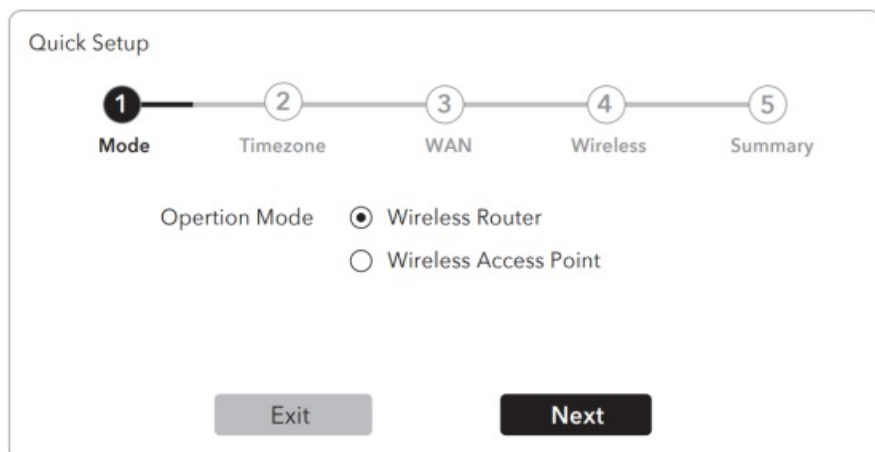 Quick Setup
1 2 3 4 5
Mode Timezone WAN Wireless Summary
Opertion Mode Wireless Router
Wireless Access Point
Exit Next